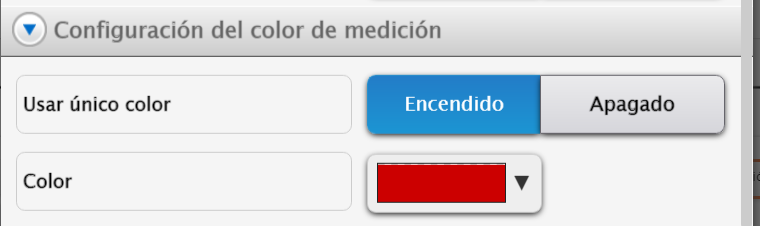 Configuración del color de medición
Usar único color
Encendido
Apagado
Color